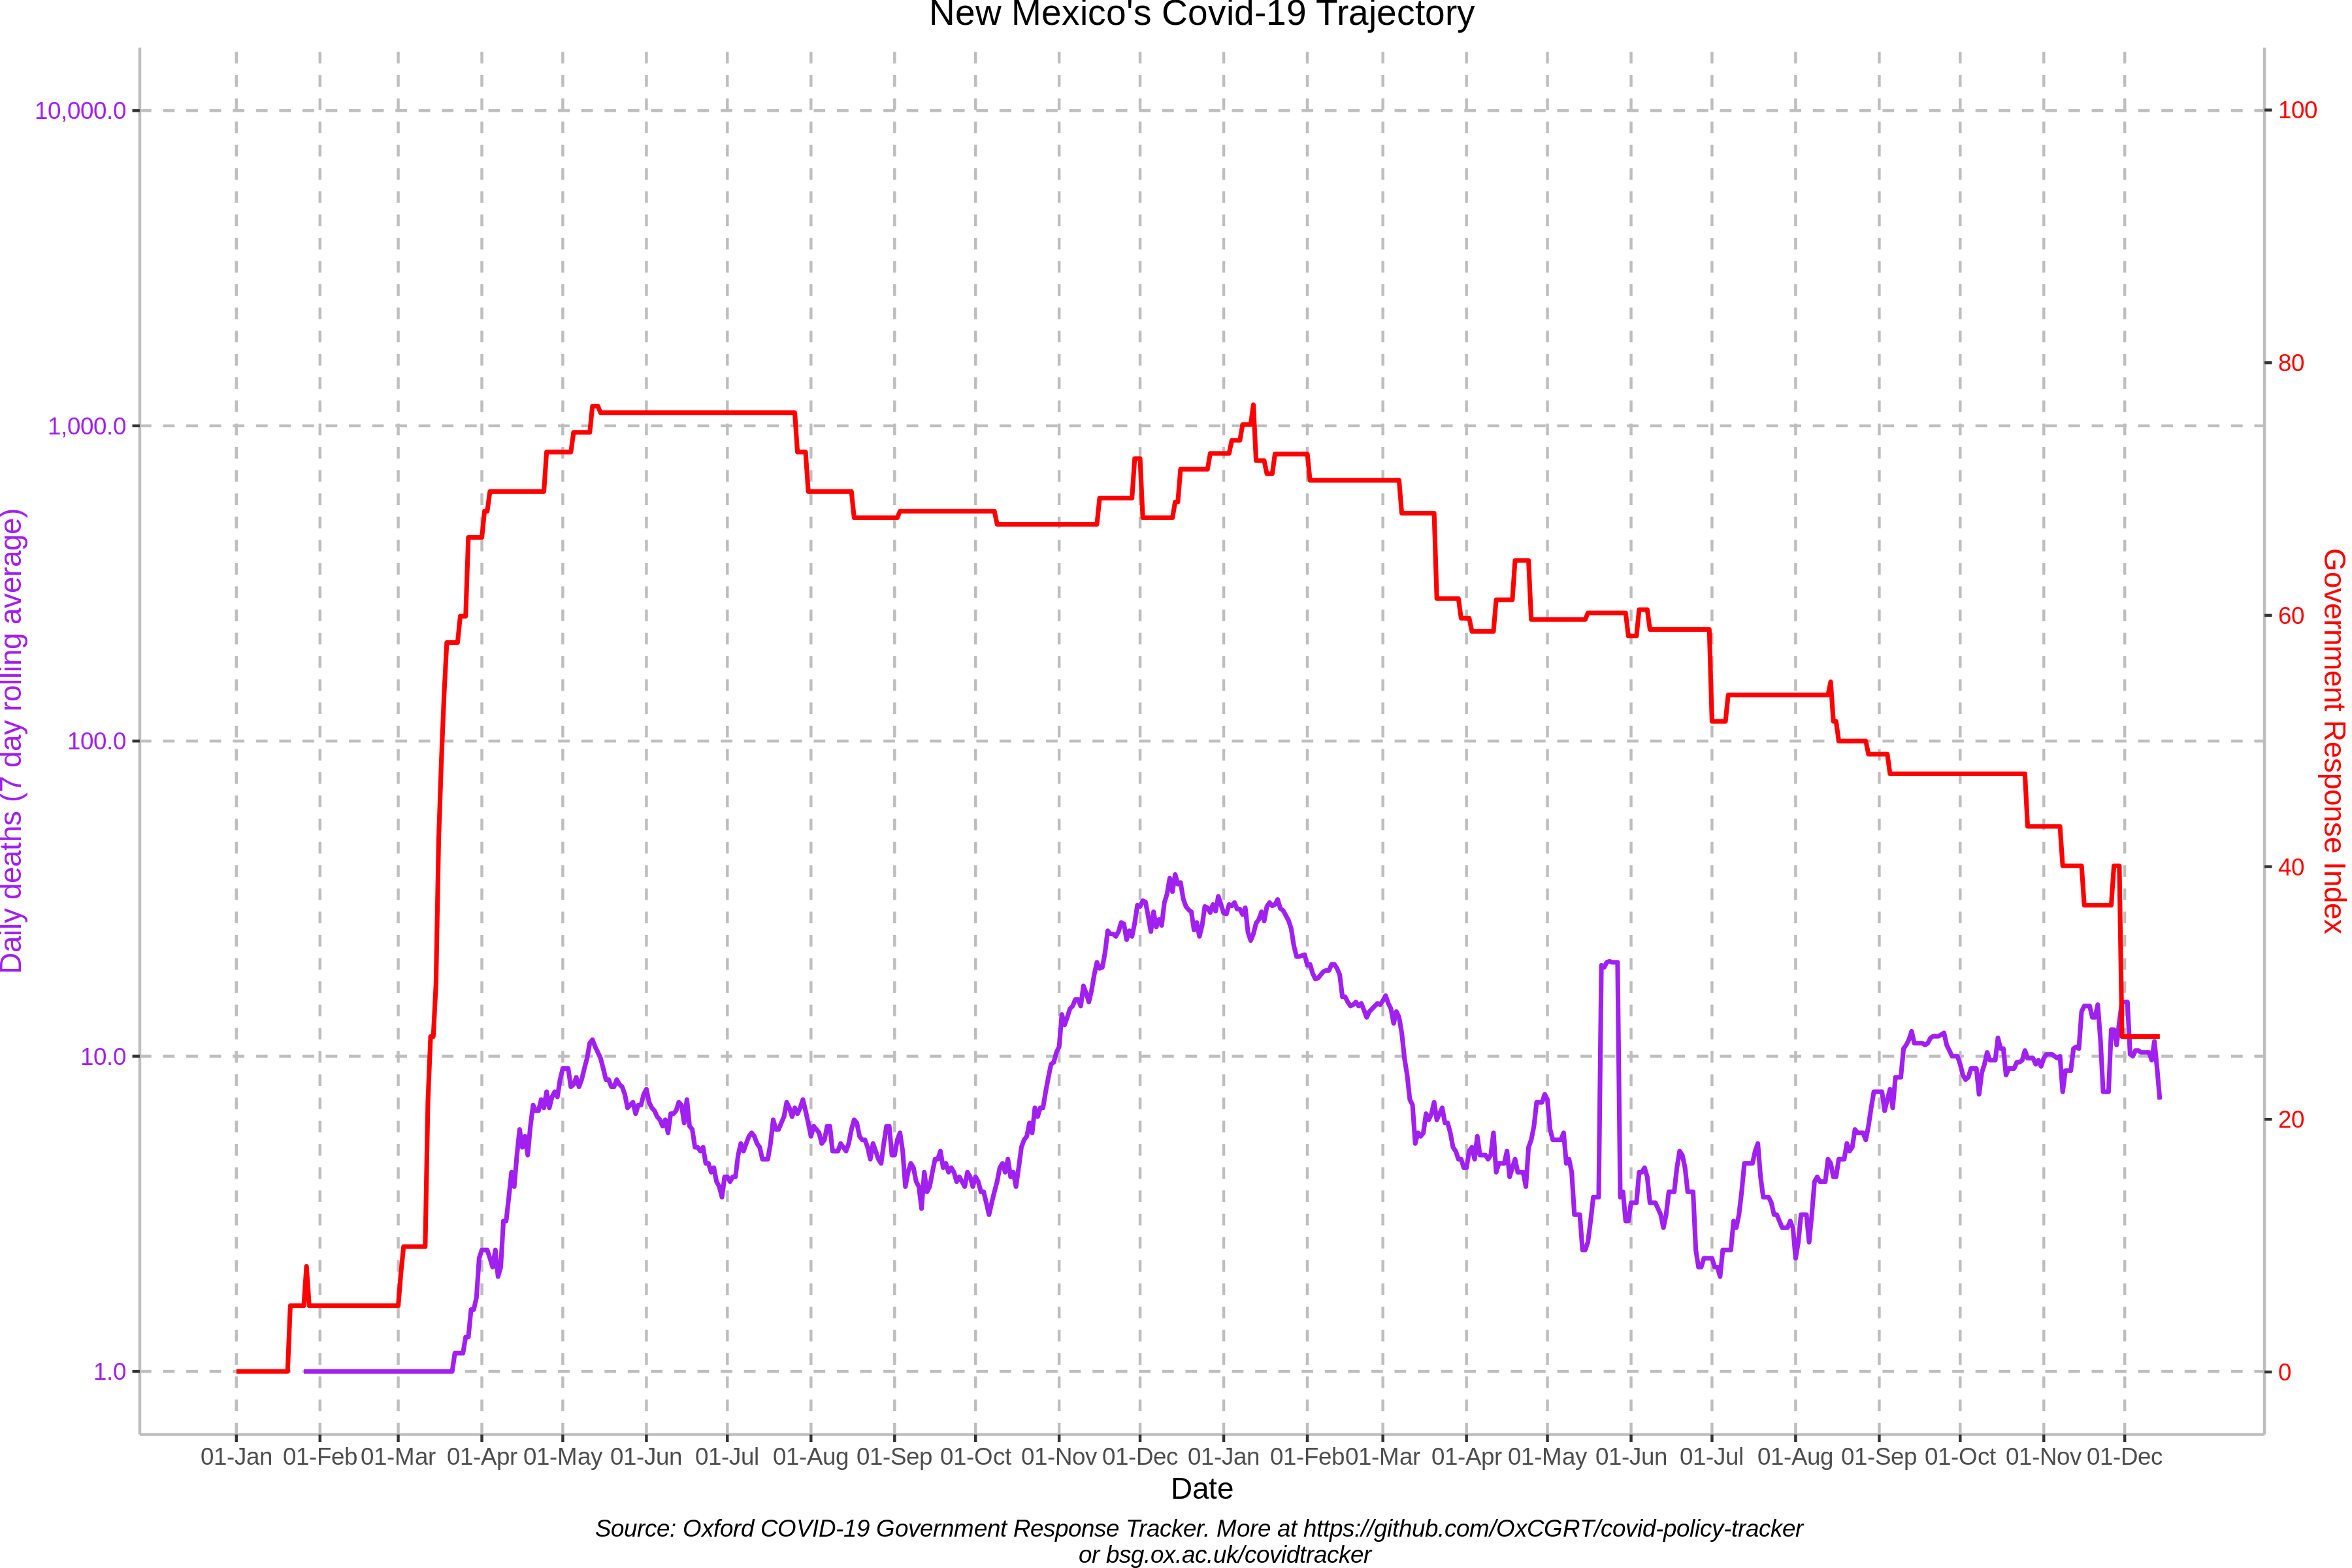 New Mexico's Covid-19 Trajectory
Daily deaths (7 day rolling average)
10,000.0
1,000.0
100.0
10.0
1.0
100
80
60
40
20
0
Government Response Index
01-Jan 01-Feb 01-Mar 01-Apr 01-May 01-Jun 01-Jul 01-Aug 01-Sep 01-Oct 01-Nov 01-Dec 01-Jan 01-Feb 01-Mar 01-Apr 01-May 01-Jun 01-Jul 01-Aug 01-Sep 01-Oct 01-Nov 01-Dec
Date
Source: Oxford COVID-19 Government Response Tracker. More at https://github.com/OxCGRT/covid-policy-tracker
or bsg.ox.ac.uk/covidtracker